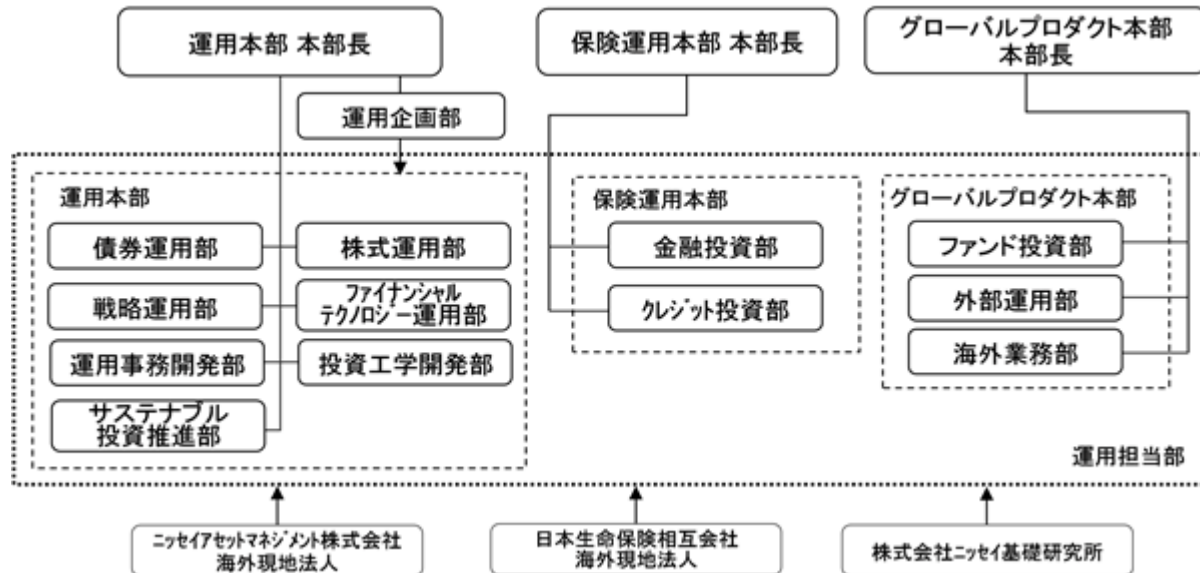 運用本部 本部長
保険運用本部 本部長
グローバルプロダクト本部
本部長
運用企画部
運用本部
債券運用部
株式運用部
戦略運用部
ファイナンシャル
テクノロジー運用部
運用事務開発部
投資工学開発部
サステナブル
投資推進部
保険運用本部
金融投資部
クレジット投資部
グローバルプロダクト本部
ファンド投資部
外部運用部
海外業務部
運用担当部
ニッセイアセットマネジメント株式会社
海外現地法人
日本生命保険相互会社
海外現地法人
株式会社ニッセイ基礎研究所